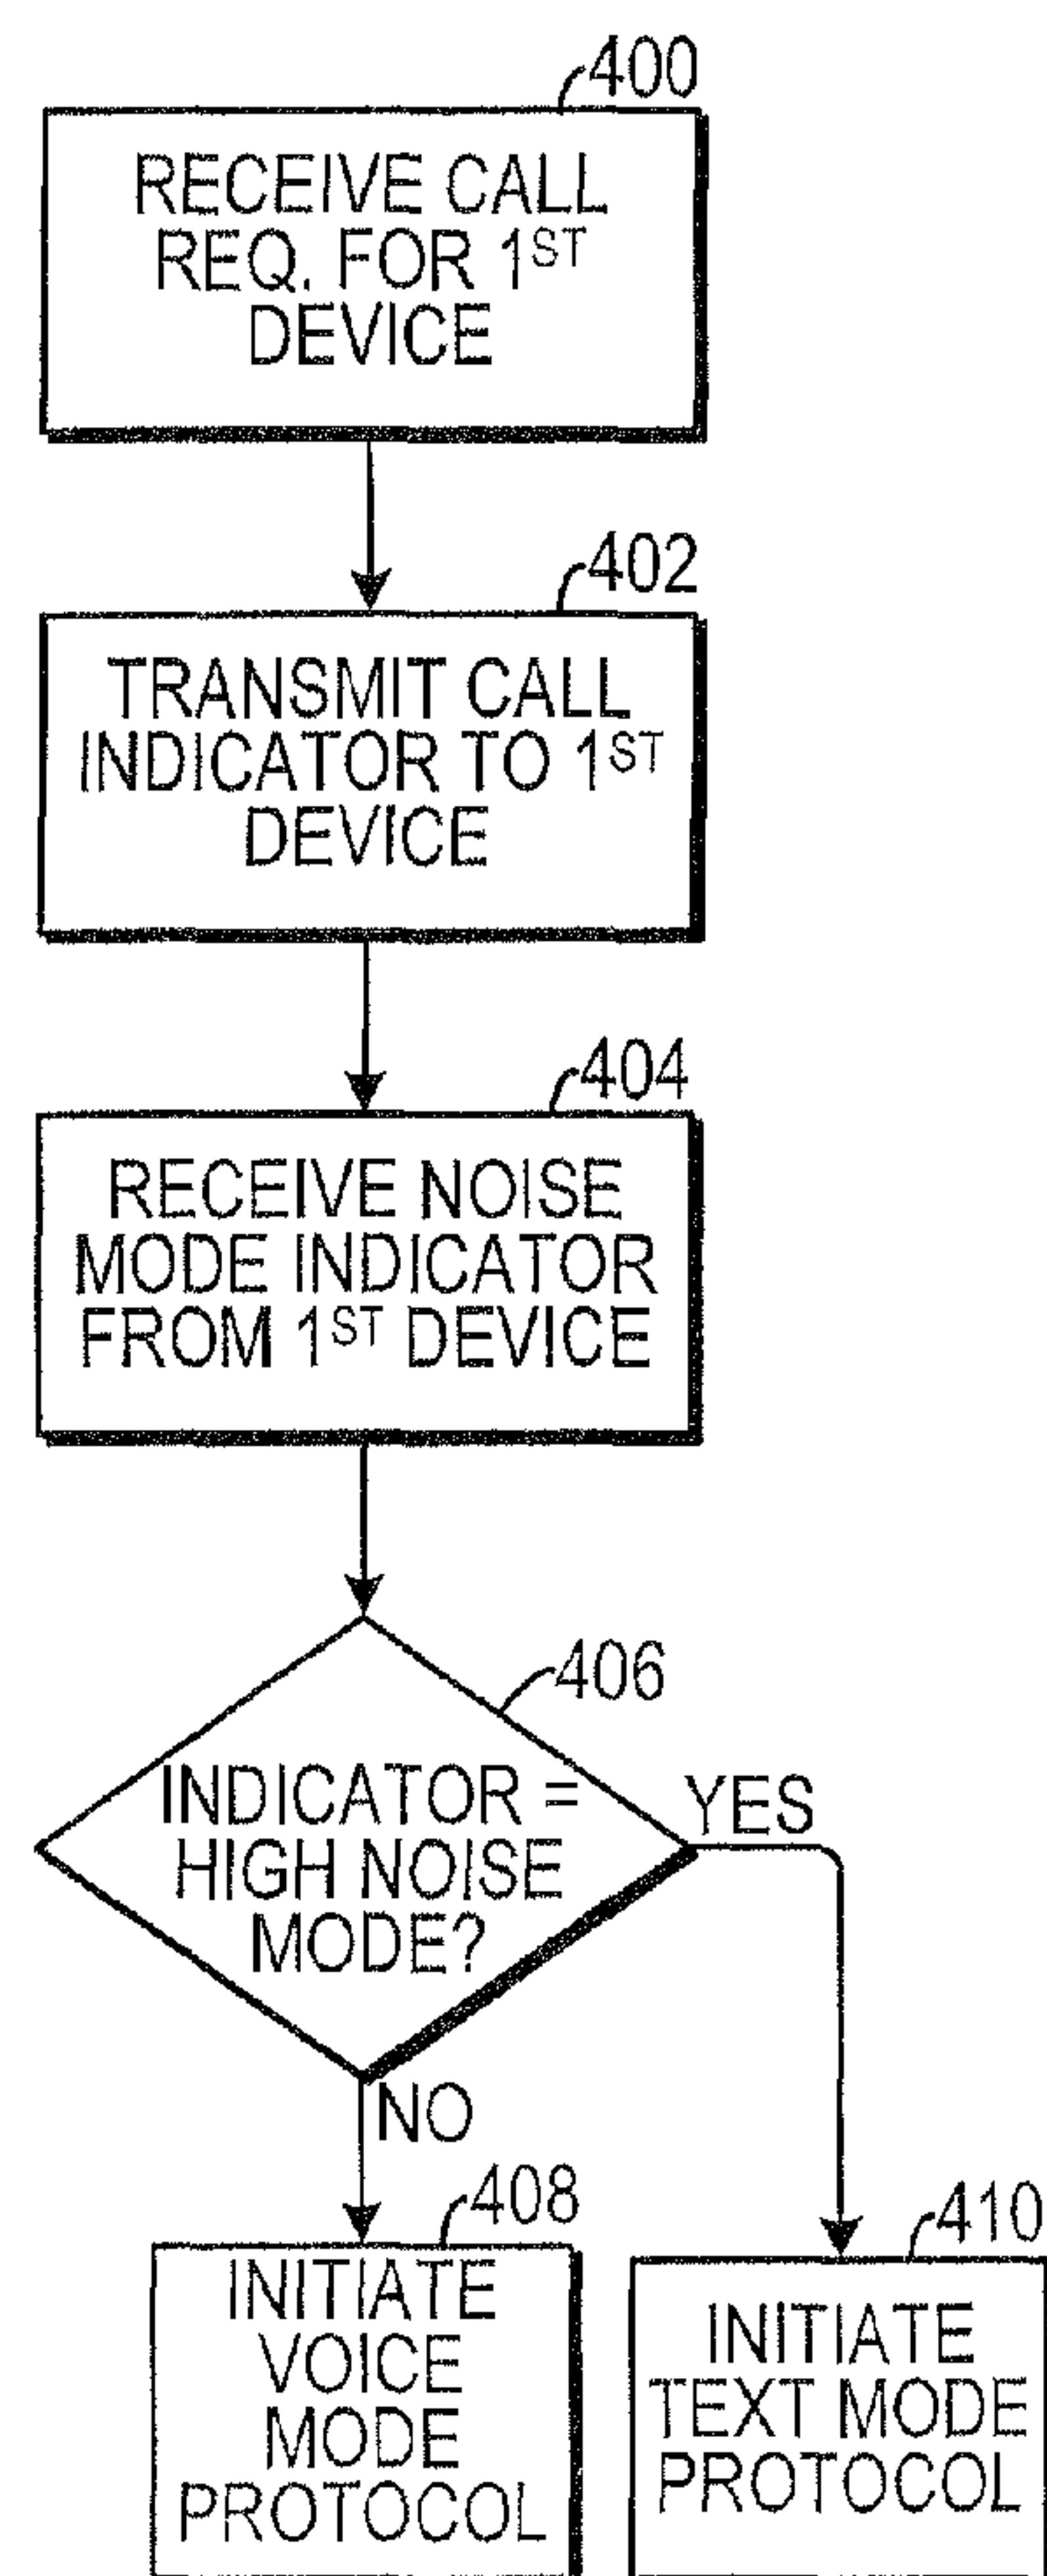 400
RECEIVE CALL
REQ. FOR 1ST
DEVICE
402
TRANSMIT CALL
INDICATOR TO 1ST
DEVICE
404
RECEIVE NOISE
MODE INDICATOR
FROM 1ST DEVICE
406
INDICATOR =
HIGH NOISE
MODE?
YES
NO
408
INITIATE
VOICE
MODE
PROTOCOL
410
INITIATE
TEXT MODE
PROTOCOL